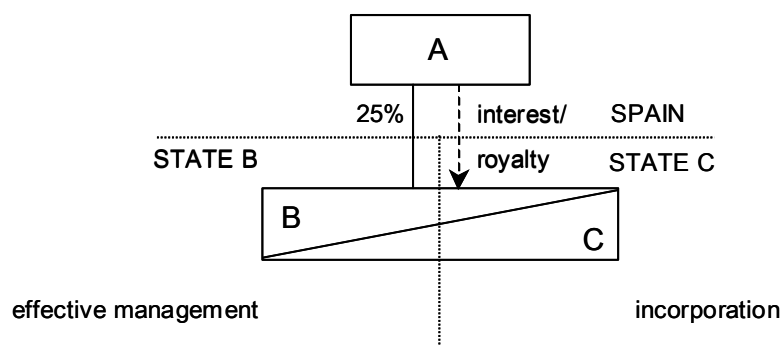 A
25% interest/ SPAIN
STATE B royalty STATE C
B
C
effective management incorporation